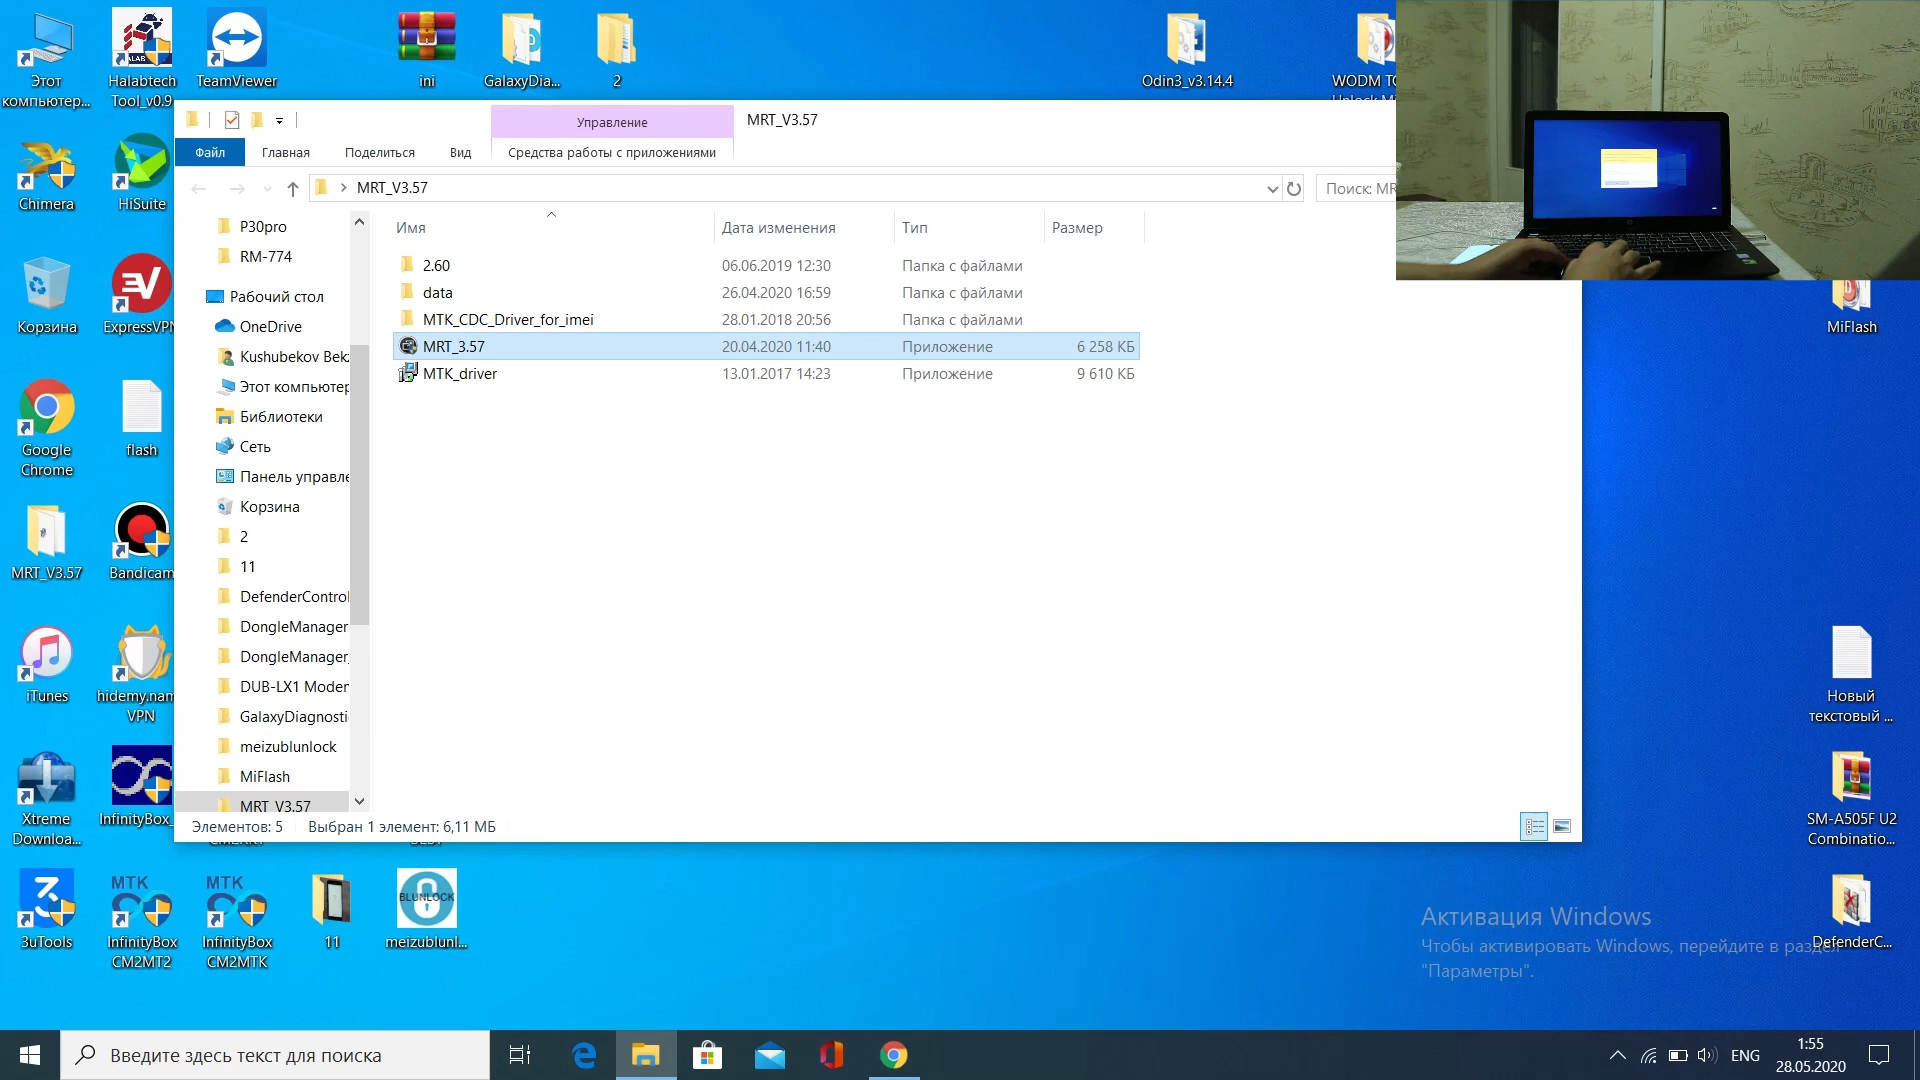 Этот
компьютер...
Halabtech
Tool_v0.9
TeamViewer
ini
GalaxyDia...
2
Odin3_v3.14.4
WODM
Управление
MRT_V3.57
Файл
Главная
Поделиться
Вид
Средства работы с приложениями
MRT_V3.57
Поиск: MR
Chimera
HiSuite
Корзина
ExpressVPN
Google
Chrome
flash
MRT_V3.57
Bandicam
iTunes
hidemy.nam
VPN
Xtreme
Downloa...
InfinityBox_
3uTools
MTK
InfinityBox
CM2MT2
MTK
InfinityBox
CM2MTK
11
BLUNLOCK
meizublunl...
P30pro
RM-774
Рабочий стол
OneDrive
Kushubekov Bek
Этот компьютер
Библиотеки
Сеть
Панель управле
Корзина
2
11
DefenderControl
DongleManager
DongleManager_
DUB-LX1 Moder
GalaxyDiagnosti
meizublunlock
MiFlash
MRT_V3.57
Имя
Дата изменения
Тип
Размер
2.60 06.06.2019 12:30 Папка с файлами
data 26.04.2020 16:59 Папка с файлами
MTK_CDC_Driver_for_imei 28.01.2018 20:56 Папка с файлами
MRT_3.57 20.04.2020 11:40 Приложение 6 258 КБ
MTK_driver 13.01.2017 14:23 Приложение 9 610 КБ
Элементов: 5
Выбран 1 элемент: 6,11 МБ
MiFlash
Новый
текстовый ...
SM-A505F U2
Combinatio...
DefenderC...
Активация Windows
Чтобы активировать Windows, перейдите в раздел
"Параметры".
Введите здесь текст для поиска
ENG
1:55
28.05.2020